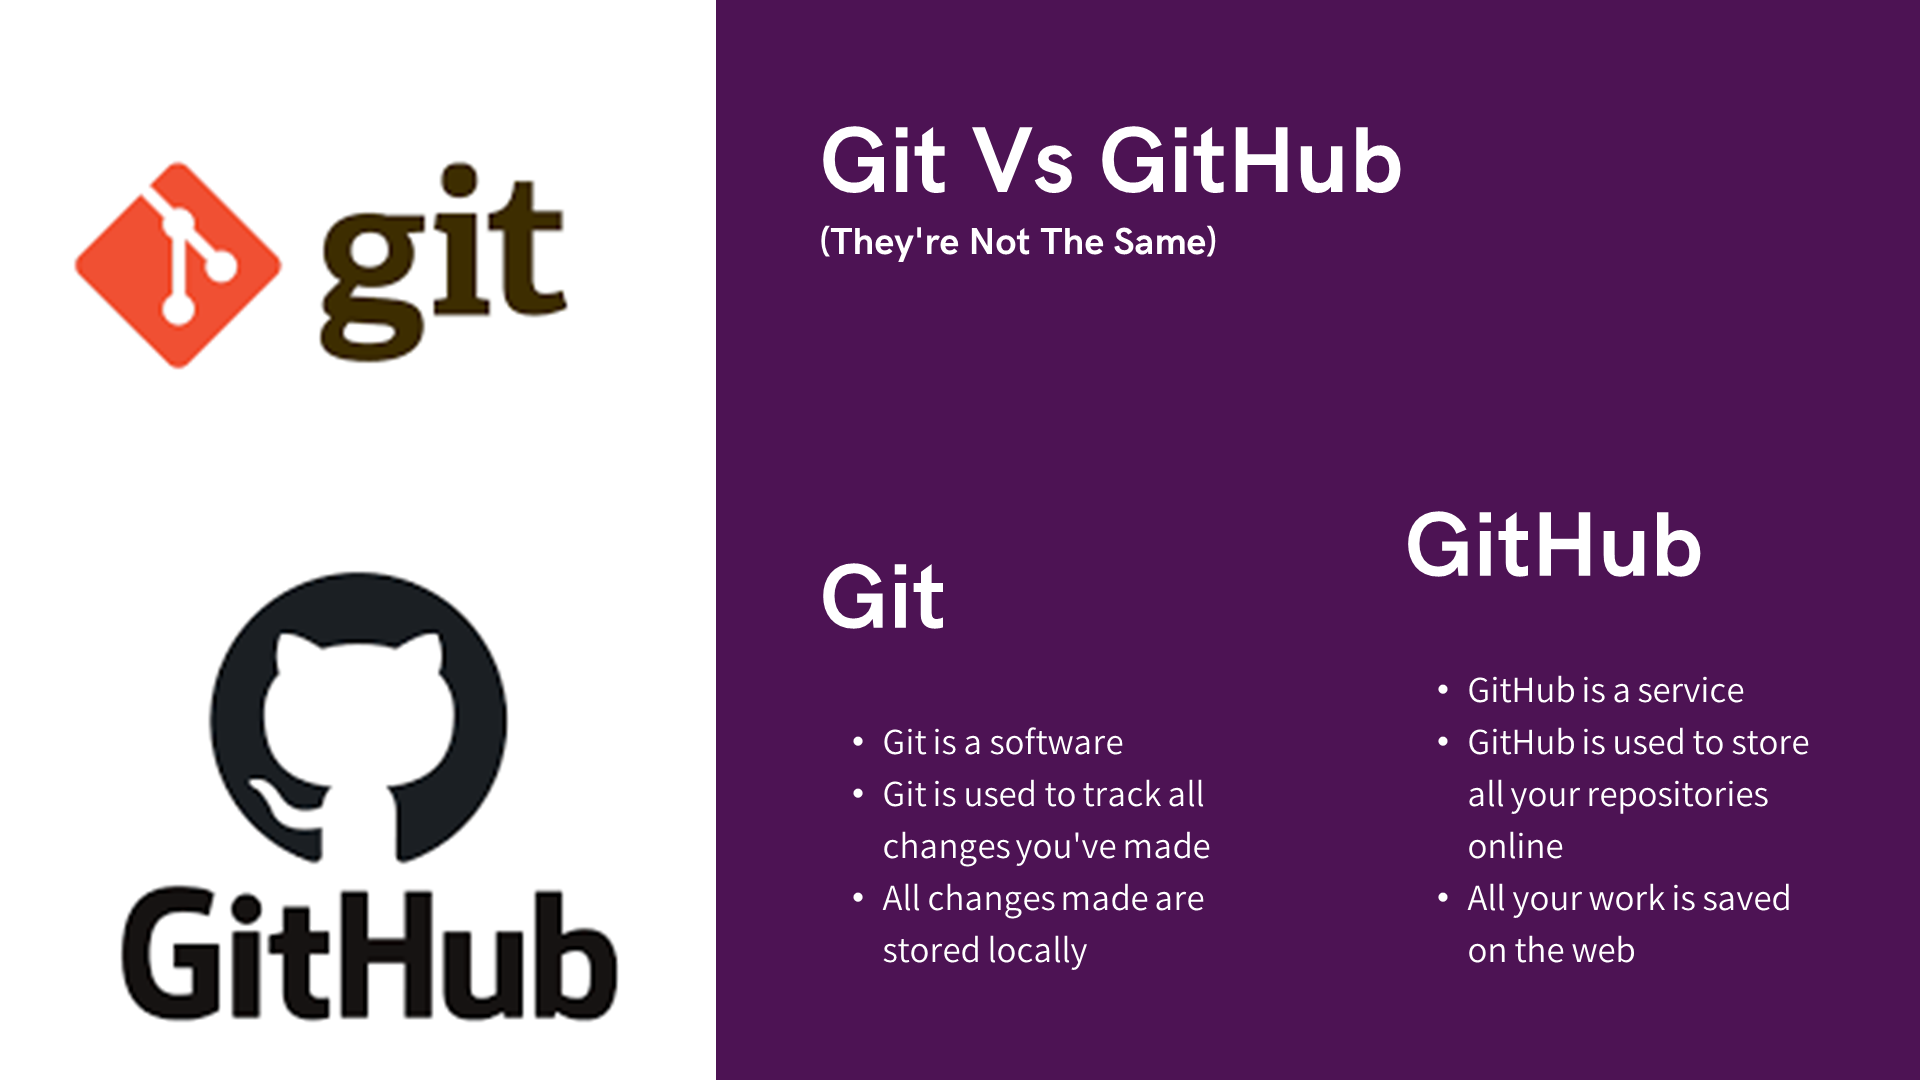 git
GitHub
Git Vs GitHub
(They're Not The Same)
Git
• Git is a software
• Git is used to track all
changes you've made
• All changes made are
stored locally
GitHub
• GitHub is a service
• GitHub is used to store
all your repositories
online
• All your work is saved
on the web